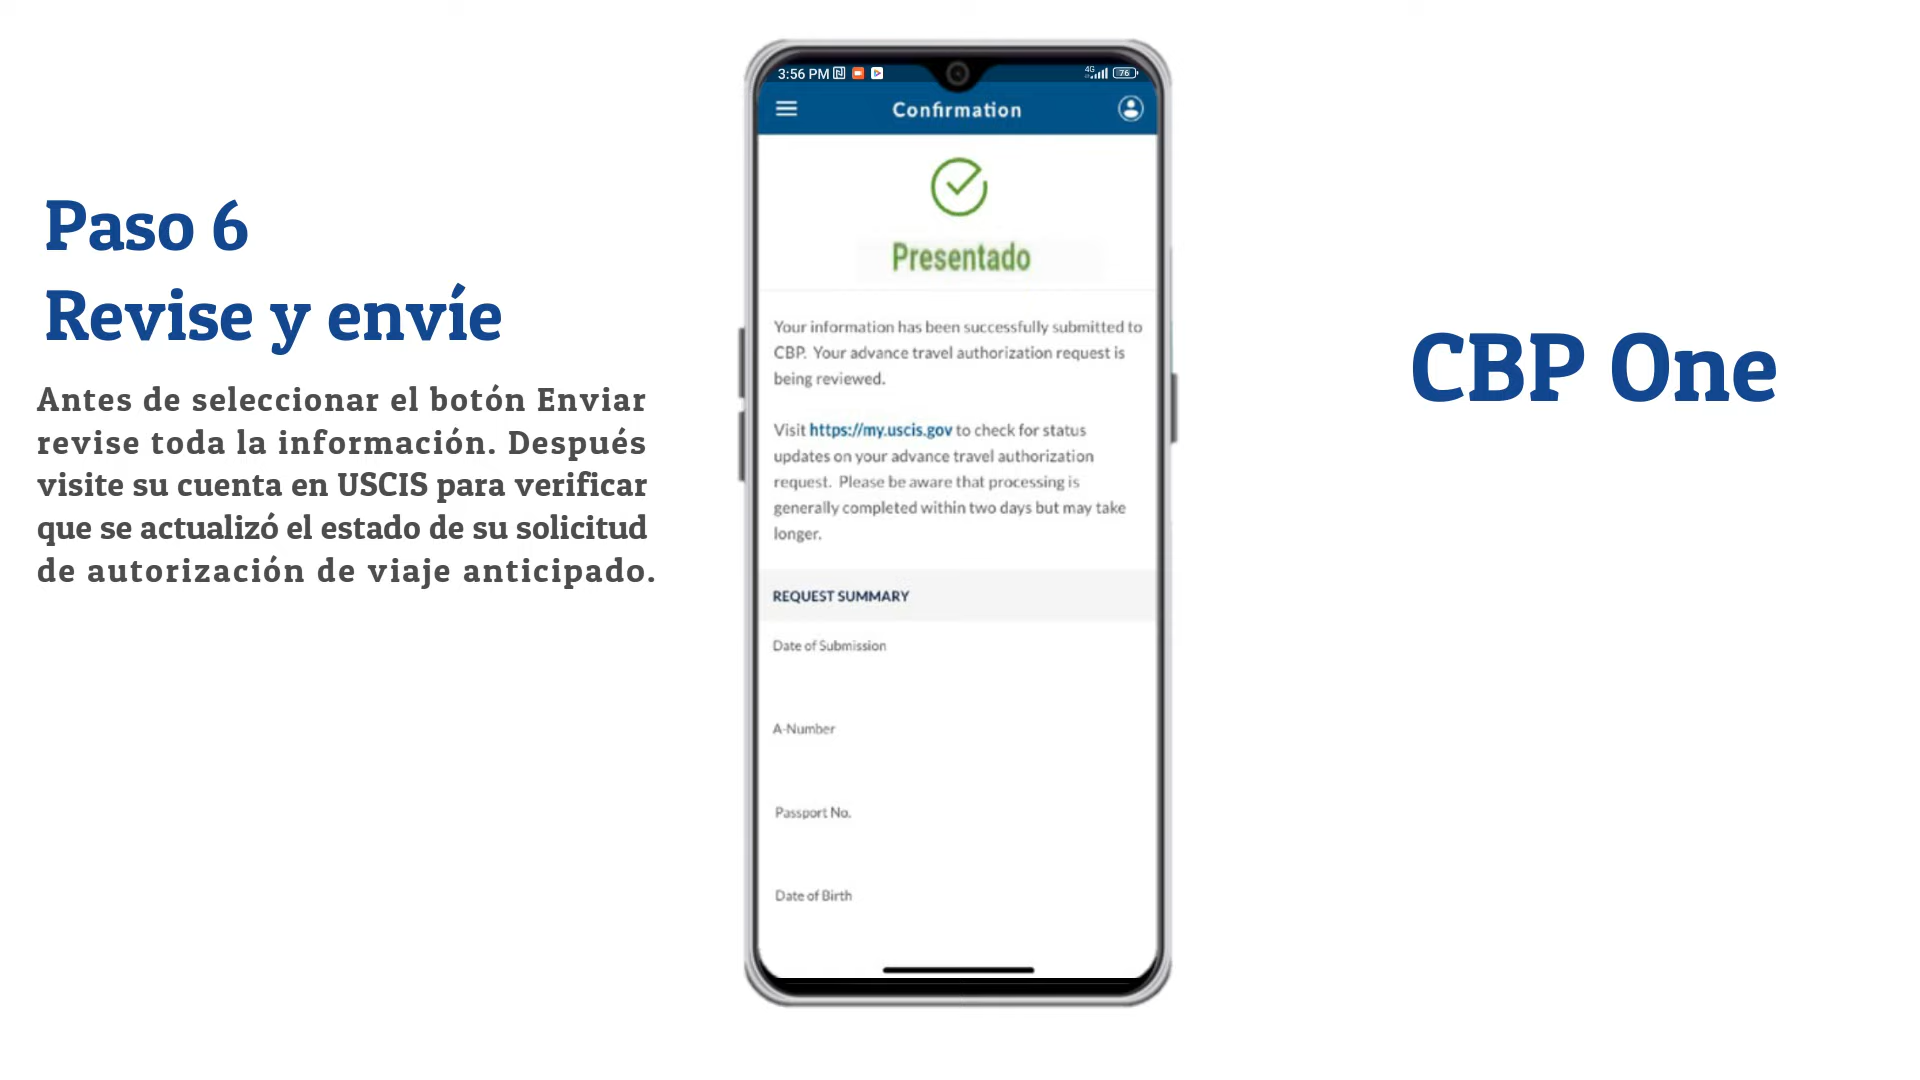 Paso 6
Revise y envíe
Antes de seleccionar el botón Enviar
revise toda la información. Después
visite su cuenta en USCIS para verificar
que se actualizó el estado de su solicitud
de autorización de viaje anticipado.
3:56 PM
4G
76
Confirmation
Presentado
Your information has been successfully submitted to
CBP. Your advance travel authorization request is
being reviewed.
Visit https://my.uscis.gov to check for status
updates on your advance travel authorization
request. Please be aware that processing is
generally completed within two days but may take
longer.
REQUEST SUMMARY
Date of Submission
A-Number
Passport No.
Date of Birth
CBP One